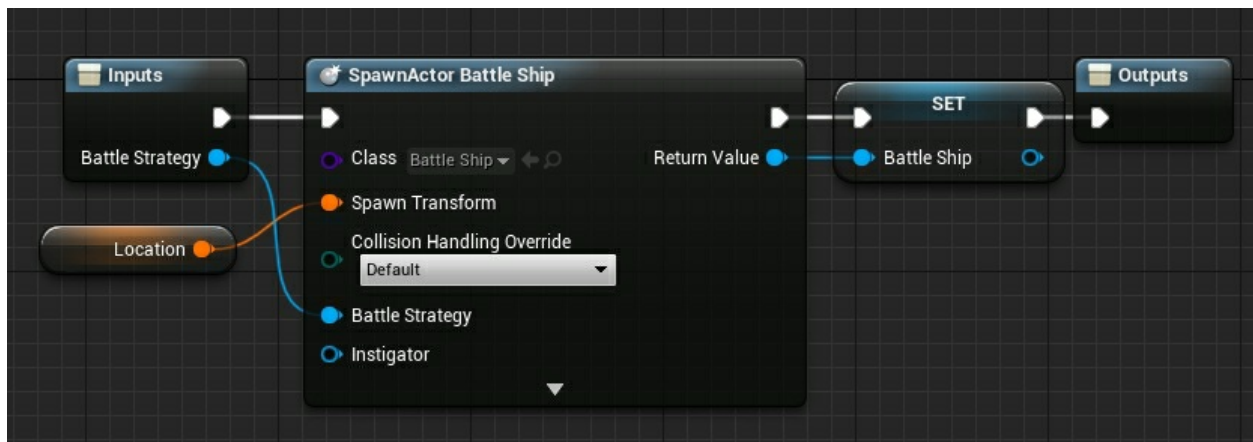 Inputs
Battle Strategy
Location
SpawnActor Battle Ship
Class Battle Ship
Return Value
Spawn Transform
Collision Handling Override
Default
Battle Strategy
Instigator
SET
Battle Ship
Outputs